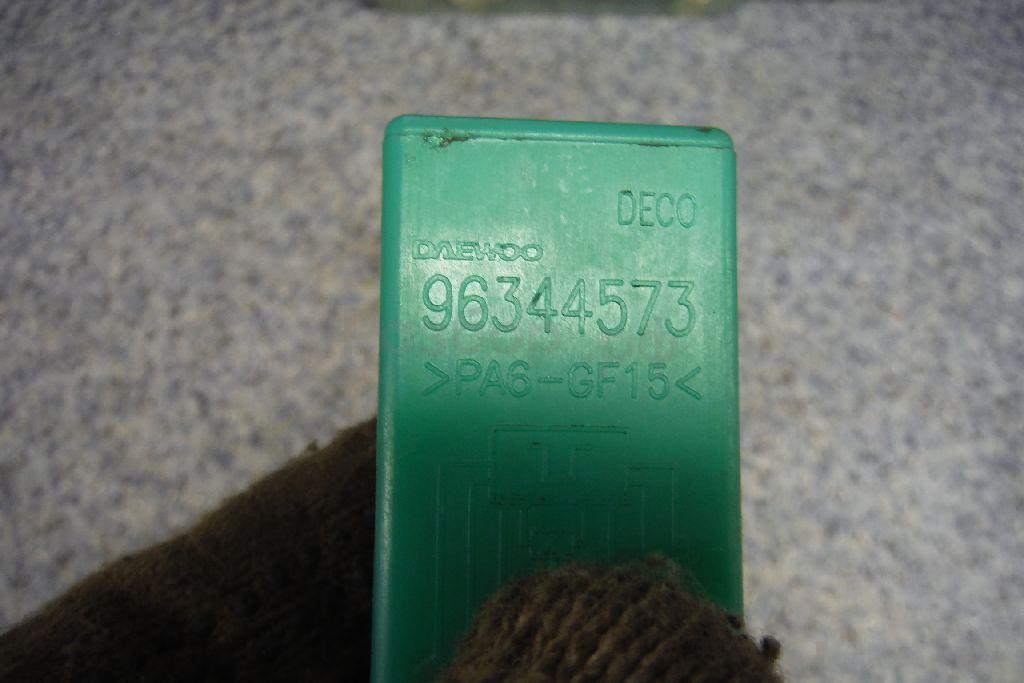 DECO
DAEWOO
96344573
>PA6-GF15<